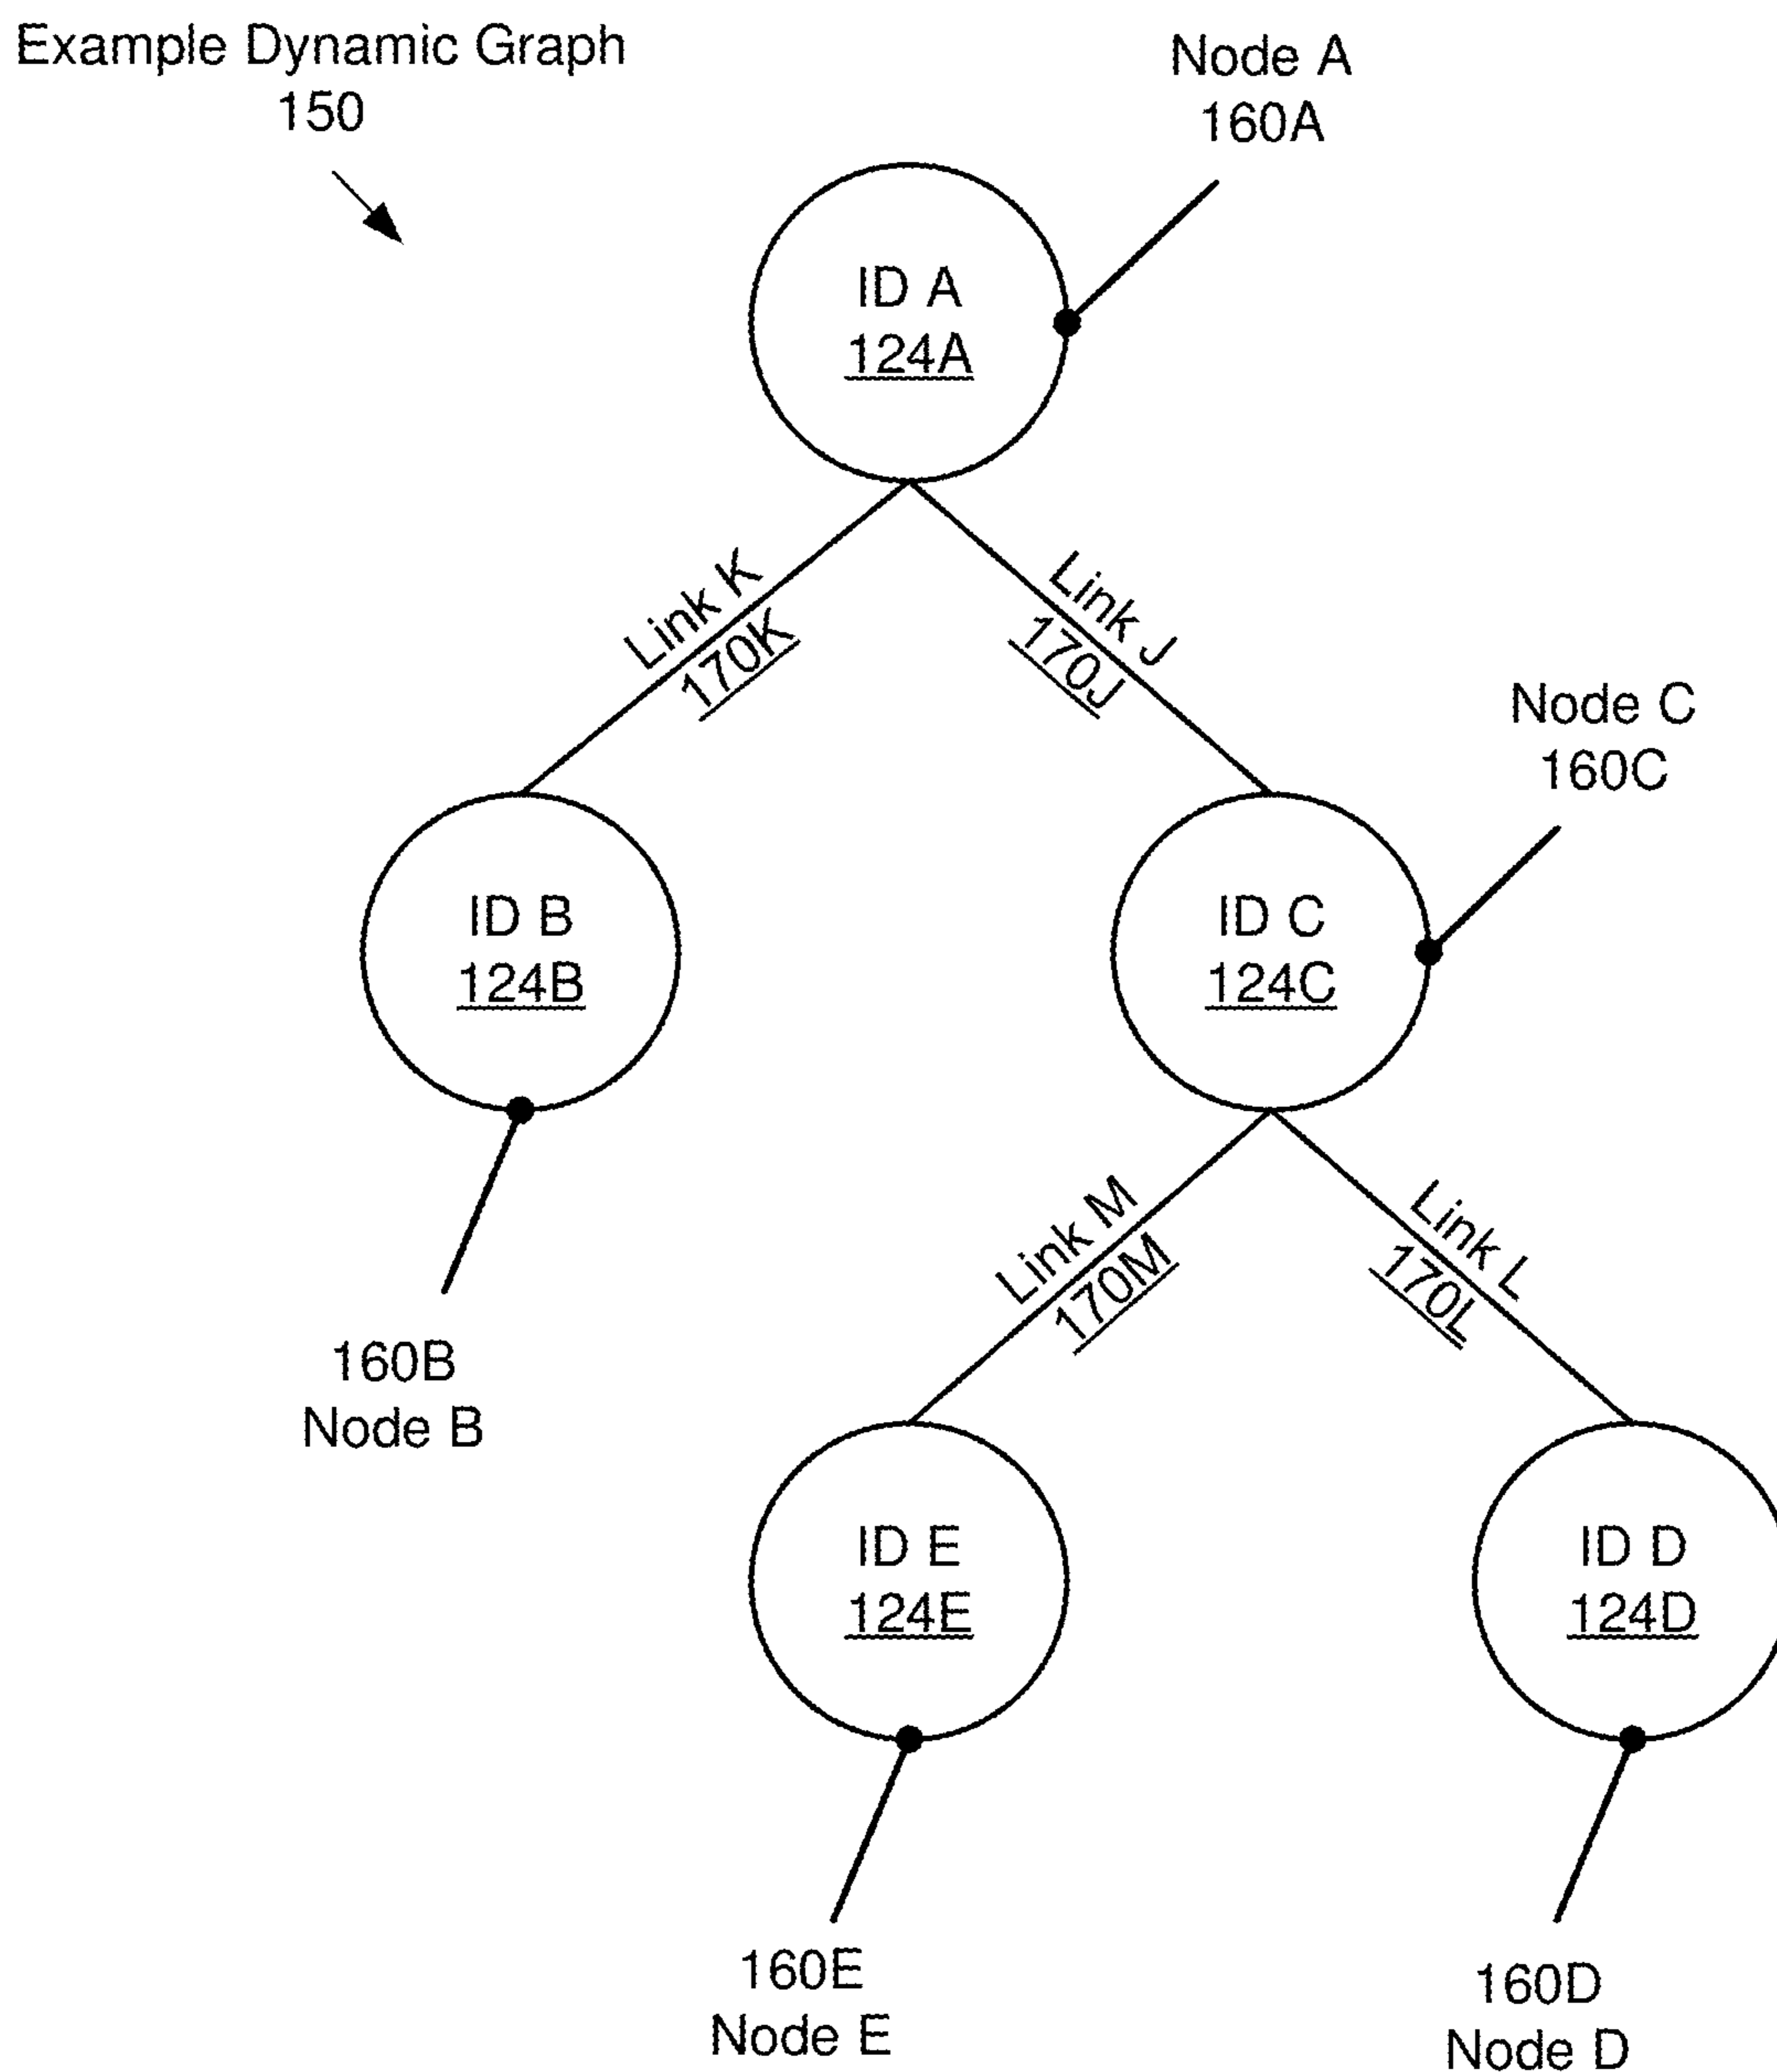 Example Dynamic Graph
150
Node A
160A
ID A
124A
Link K
170K
Link J
170J
Node C
160C
ID B
124B
ID C
124C
160B
Node B
Link M
170M
Link L
170L
ID E
124E
ID D
124D
160E
Node E
160D
Node D